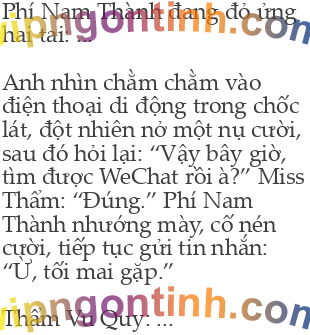 Phí Nam Thành đang đỏ ửng
hai tai: ...
vipngontinh.com
Anh nhìn chằm chằm vào
điện thoại di động trong chốc
lát, đột nhiên nở một nụ cười,
sau đó hỏi lại: “Vậy bây giờ,
tìm được WeChat rồi à?” Miss
Thẩm: “Đúng.” Phí Nam
Thành nhướng mày, cố nén
cười, tiếp tục gửi tin nhắn:
“Ừ, tối mai gặp.”
Thẩm Vu Quy: ...
vipngontinh.com